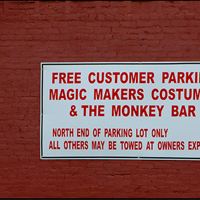 FREE CUSTOMER PARKIN
MAGIC MAKERS COSTUM
& THE MONKEY BAR
NORTH END OF PARKING LOT ONLY
ALL OTHERS MAY BE TOWED AT OWNERS EXP